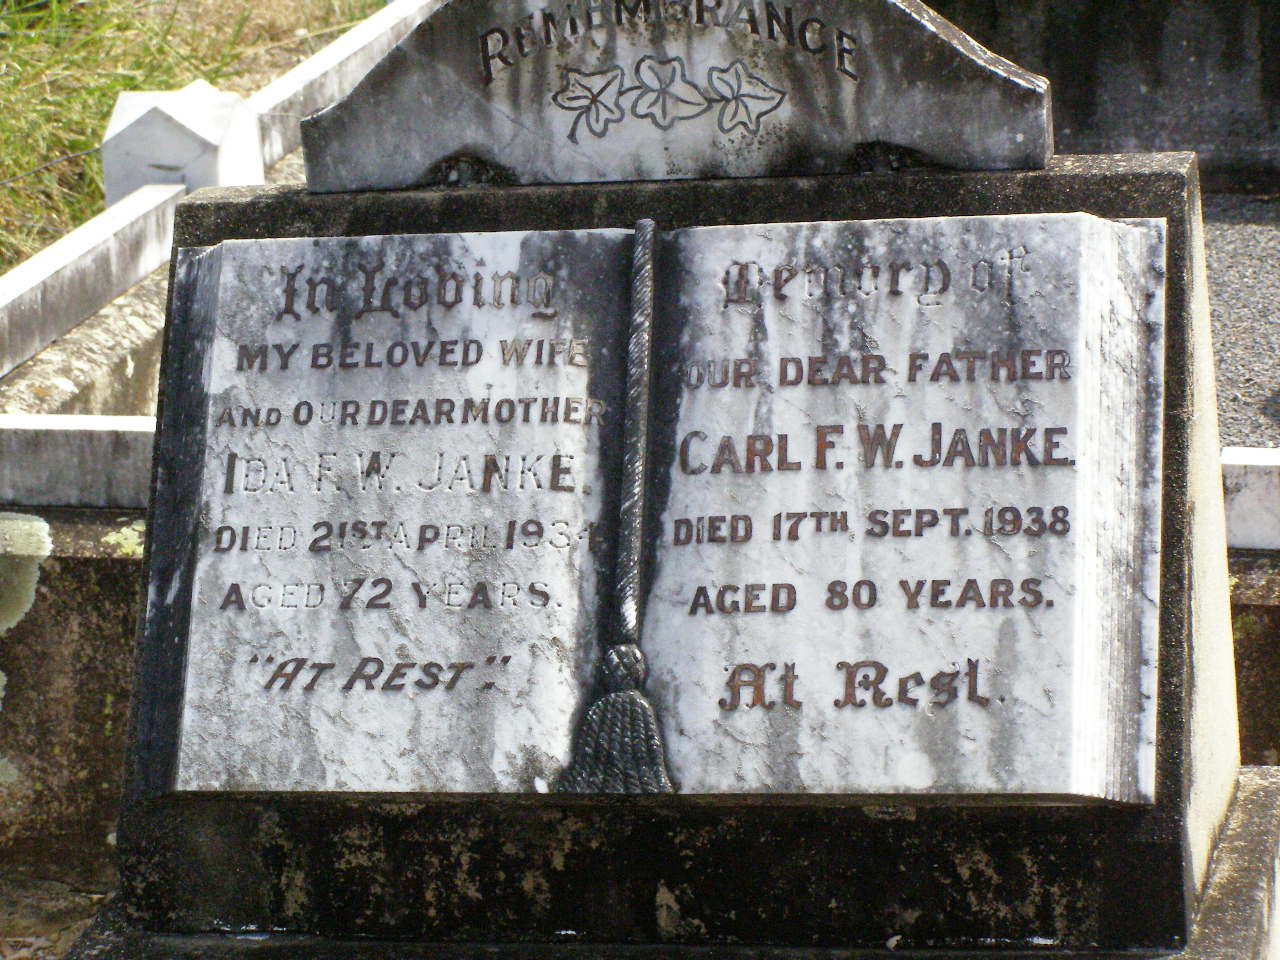 REMEMBRANCE
In Loving
MY BELOVED WIFE
AND OUR DEAR MOTHER
IDA F. W. JANKE.
DIED 21ST APRIL 1934
AGED 72 YEARS.
"AT REST"
Memory of
OUR DEAR FATHER
CARL F. W. JANKE.
DIED 17TH SEPT. 1938
AGED 80 YEARS.
At Rest.